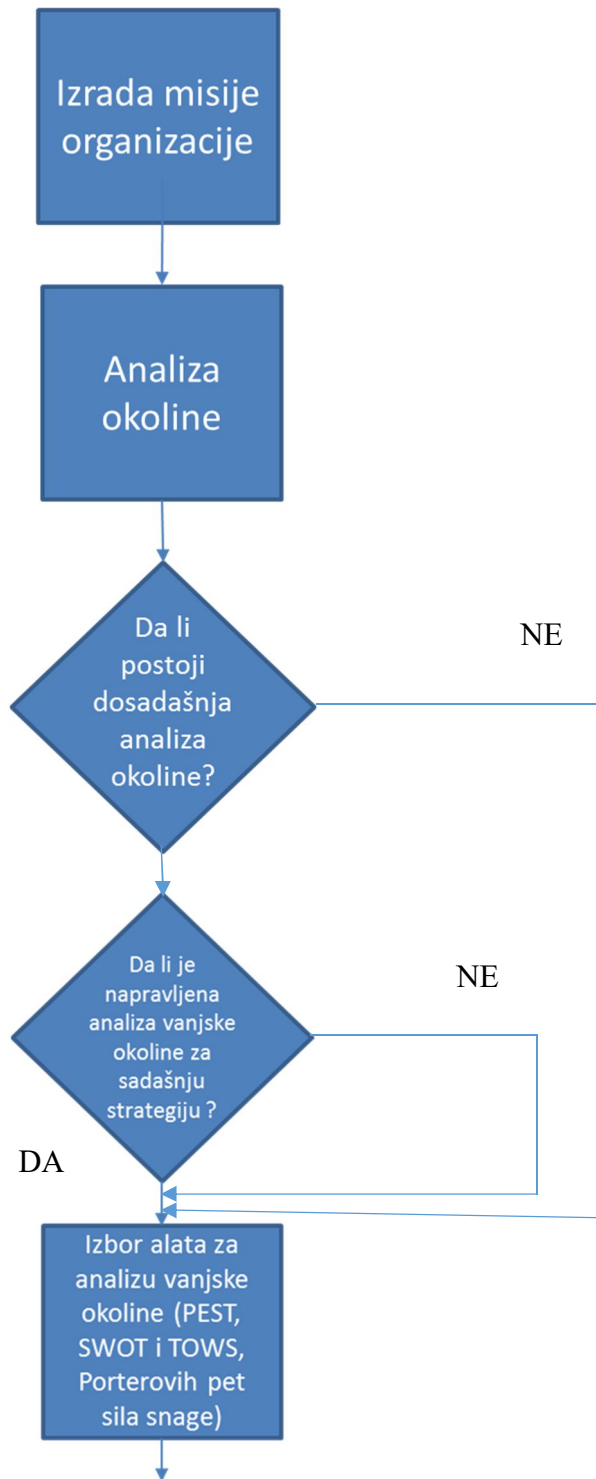 Izrada misije
organizacije
Analiza
okoline
Da li
postoji
dosadašnja
analiza
okoline?
NE
Da li je
napravljena
analiza vanjske
okoline za
sadašnju
strategiju ?
NE
DA
Izbor alata za
analizu vanjske
okoline (PEST,
SWOT i TOWS,
Porterovih pet
sila snage)